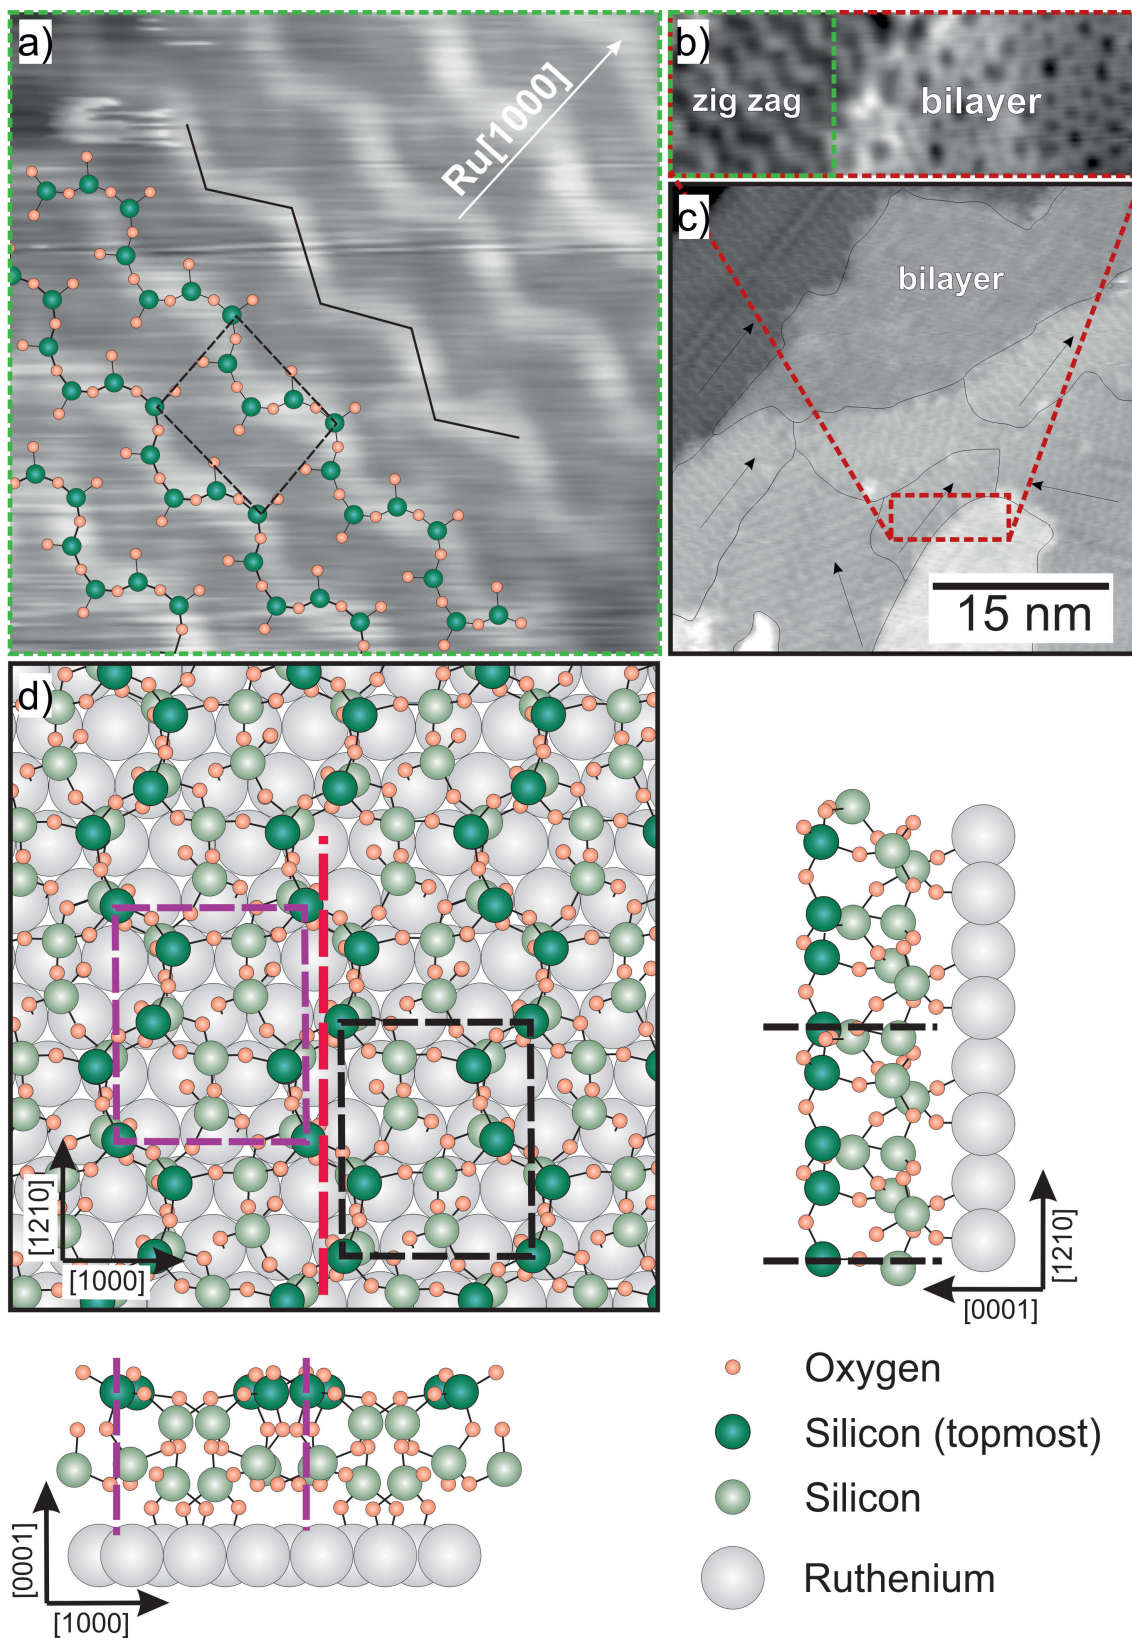 a)
Ru[1000]
b)
zig zag
bilayer
c)
bilayer
15 nm
d)
[1210]
[1000]
[1210]
[0001]
Oxygen
Silicon (topmost)
Silicon
Ruthenium
[0001]
[1000]